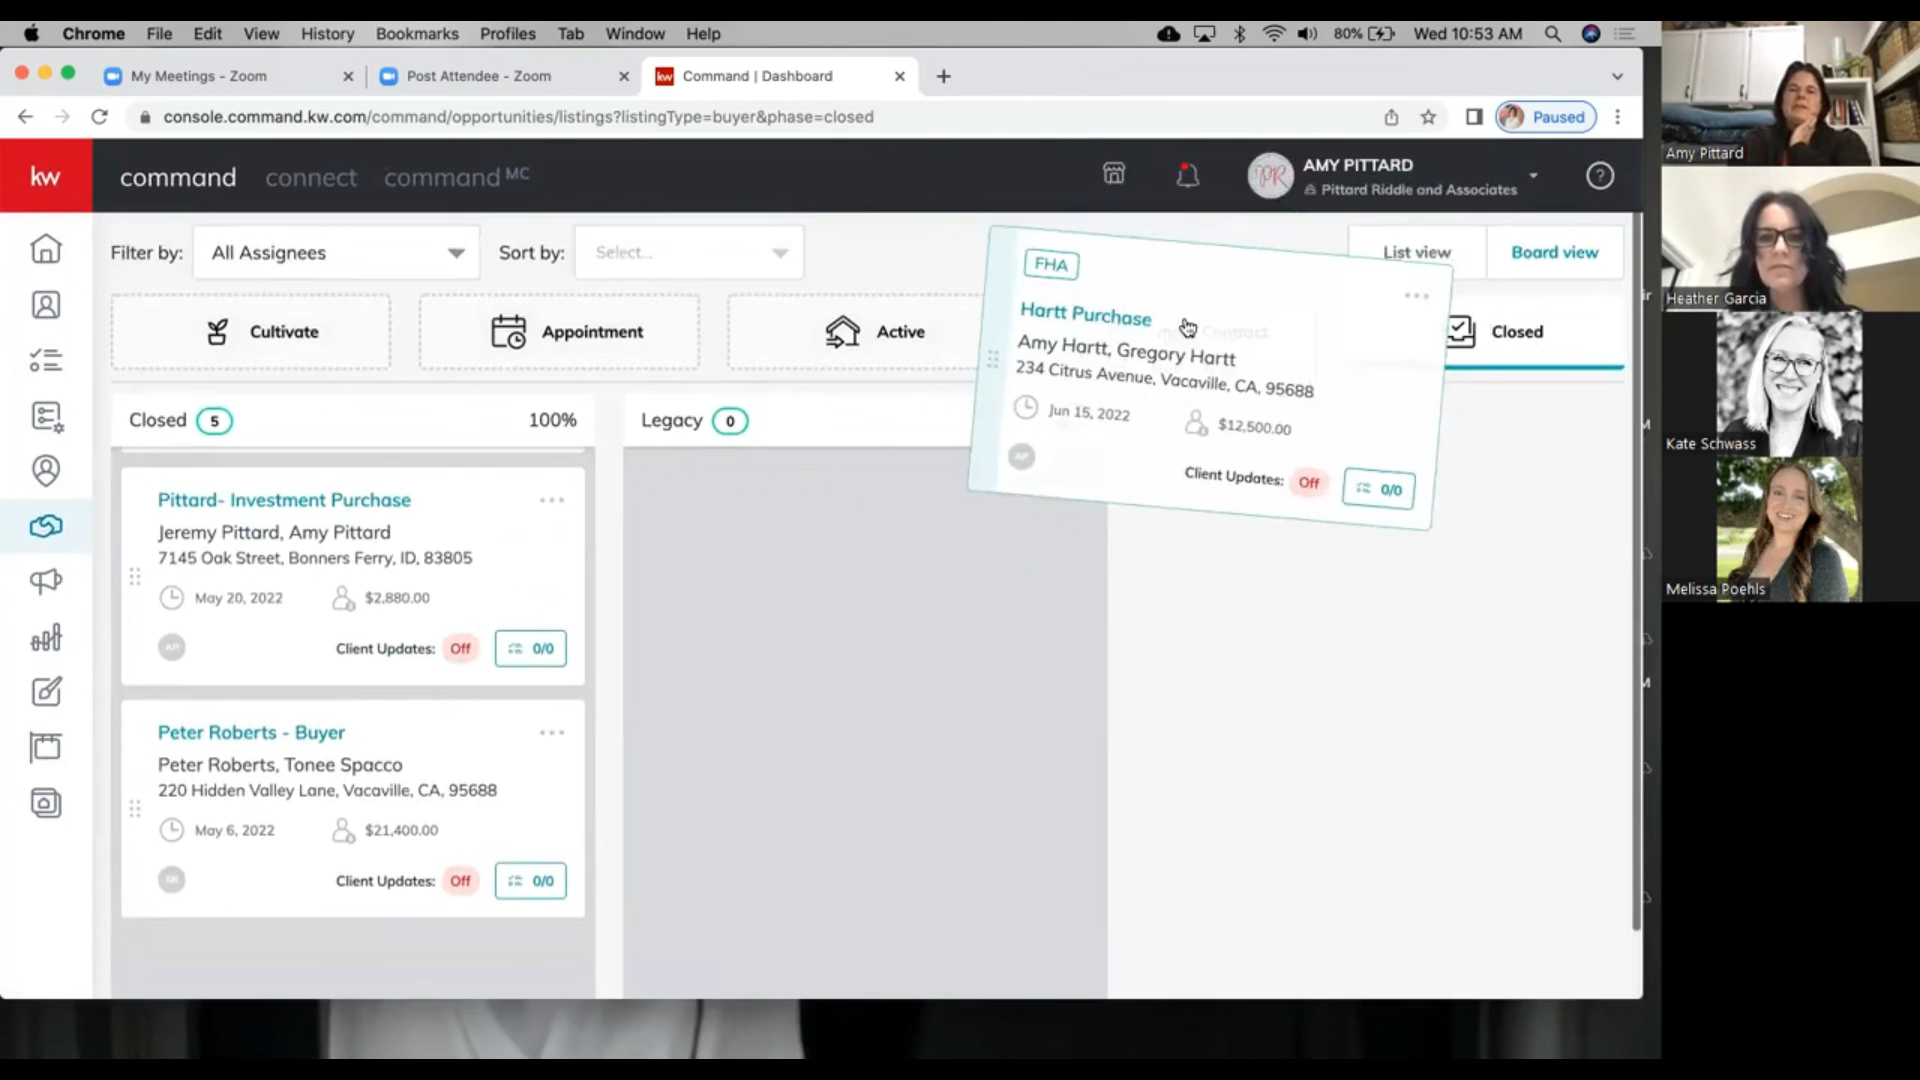 Chrome File Edit View History Bookmarks Profiles Tab Window Help
80% Wed 10:53 AM
My Meetings - Zoom
Post Attendee - Zoom
kw Command | Dashboard
console.command.kw.com/command/opportunities/listings?listingType=buyer&phase=closed
Paused
kw command connect command MC
PR
AMY PITTARD
Pittard Riddle and Associates
?
Filter by: All Assignees
Sort by: Select...
List view
Board view
Cultivate
Appointment
Active
Contract
Closed
FHA
Hartt Purchase
Amy Hartt, Gregory Hartt
234 Citrus Avenue, Vacaville, CA, 95688
Jun 15, 2022 $12,500.00
AP
Client Updates: Off 0/0
Closed 5 100%
Legacy 0
Pittard- Investment Purchase
Jeremy Pittard, Amy Pittard
7145 Oak Street, Bonners Ferry, ID, 83805
May 20, 2022 $2,880.00
AP
Client Updates: Off 0/0
Peter Roberts - Buyer
Peter Roberts, Tonee Spacco
220 Hidden Valley Lane, Vacaville, CA, 95688
May 6, 2022 $21,400.00
Client Updates: Off 0/0
Amy Pittard
Heather Garcia
Kate Schwass
Melissa Poehls